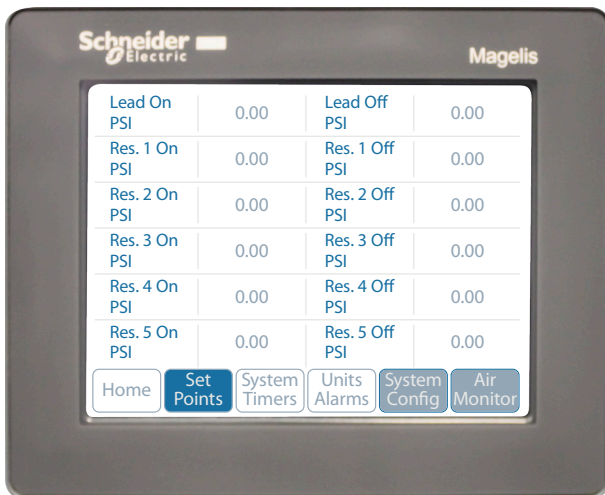 Schneider
Electric
Magelis
Lead On PSI 0.00 Lead Off PSI 0.00
Res. 1 On PSI 0.00 Res. 1 Off PSI 0.00
Res. 2 On PSI 0.00 Res. 2 Off PSI 0.00
Res. 3 On PSI 0.00 Res. 3 Off PSI 0.00
Res. 4 On PSI 0.00 Res. 4 Off PSI 0.00
Res. 5 On PSI 0.00 Res. 5 Off PSI 0.00
Home Set Points System Timers Units Alarms System Config Air Monitor